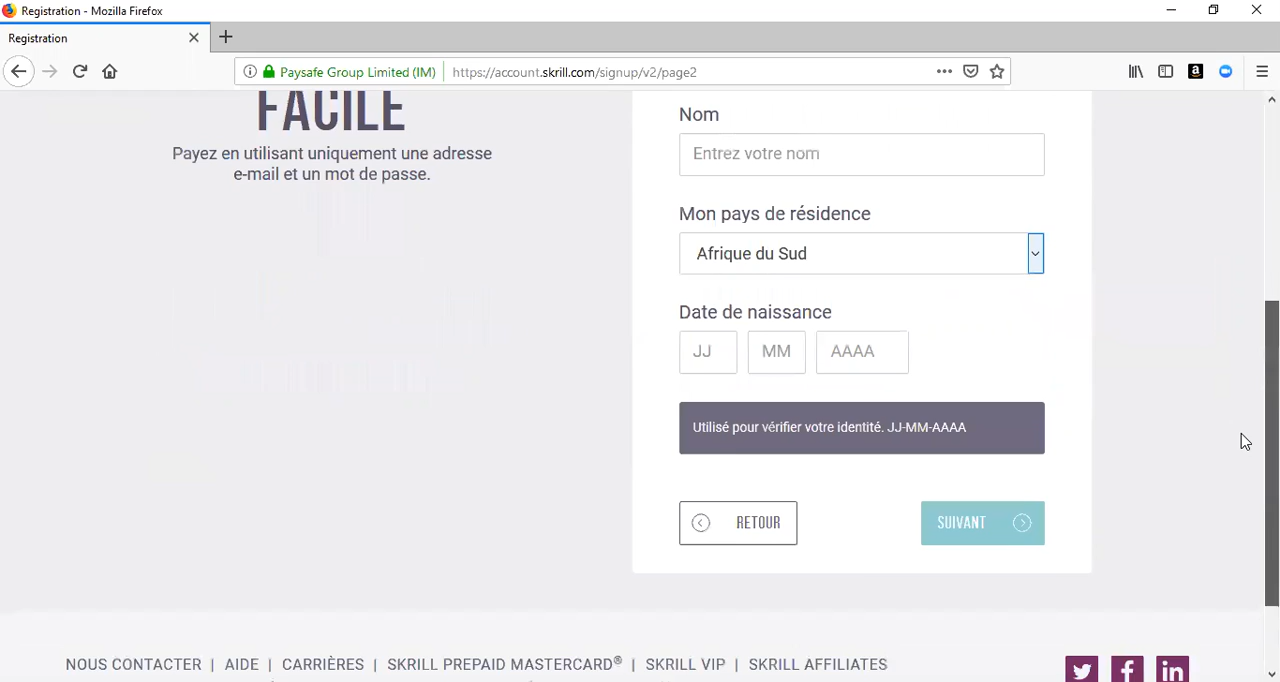 Registration - Mozilla Firefox
Registration
Paysafe Group Limited (IM) https://account.skrill.com/signup/v2/page2
FACILE
Payez en utilisant uniquement une adresse
e-mail et un mot de passe.
Nom
Entrez votre nom
Mon pays de résidence
Afrique du Sud
Date de naissance
JJ MM AAAA
Utilisé pour vérifier votre identité. JJ-MM-AAAA
RETOUR SUIVANT
NOUS CONTACTER | AIDE | CARRIÈRES | SKRILL PREPAID MASTERCARD® | SKRILL VIP | SKRILL AFFILIATES